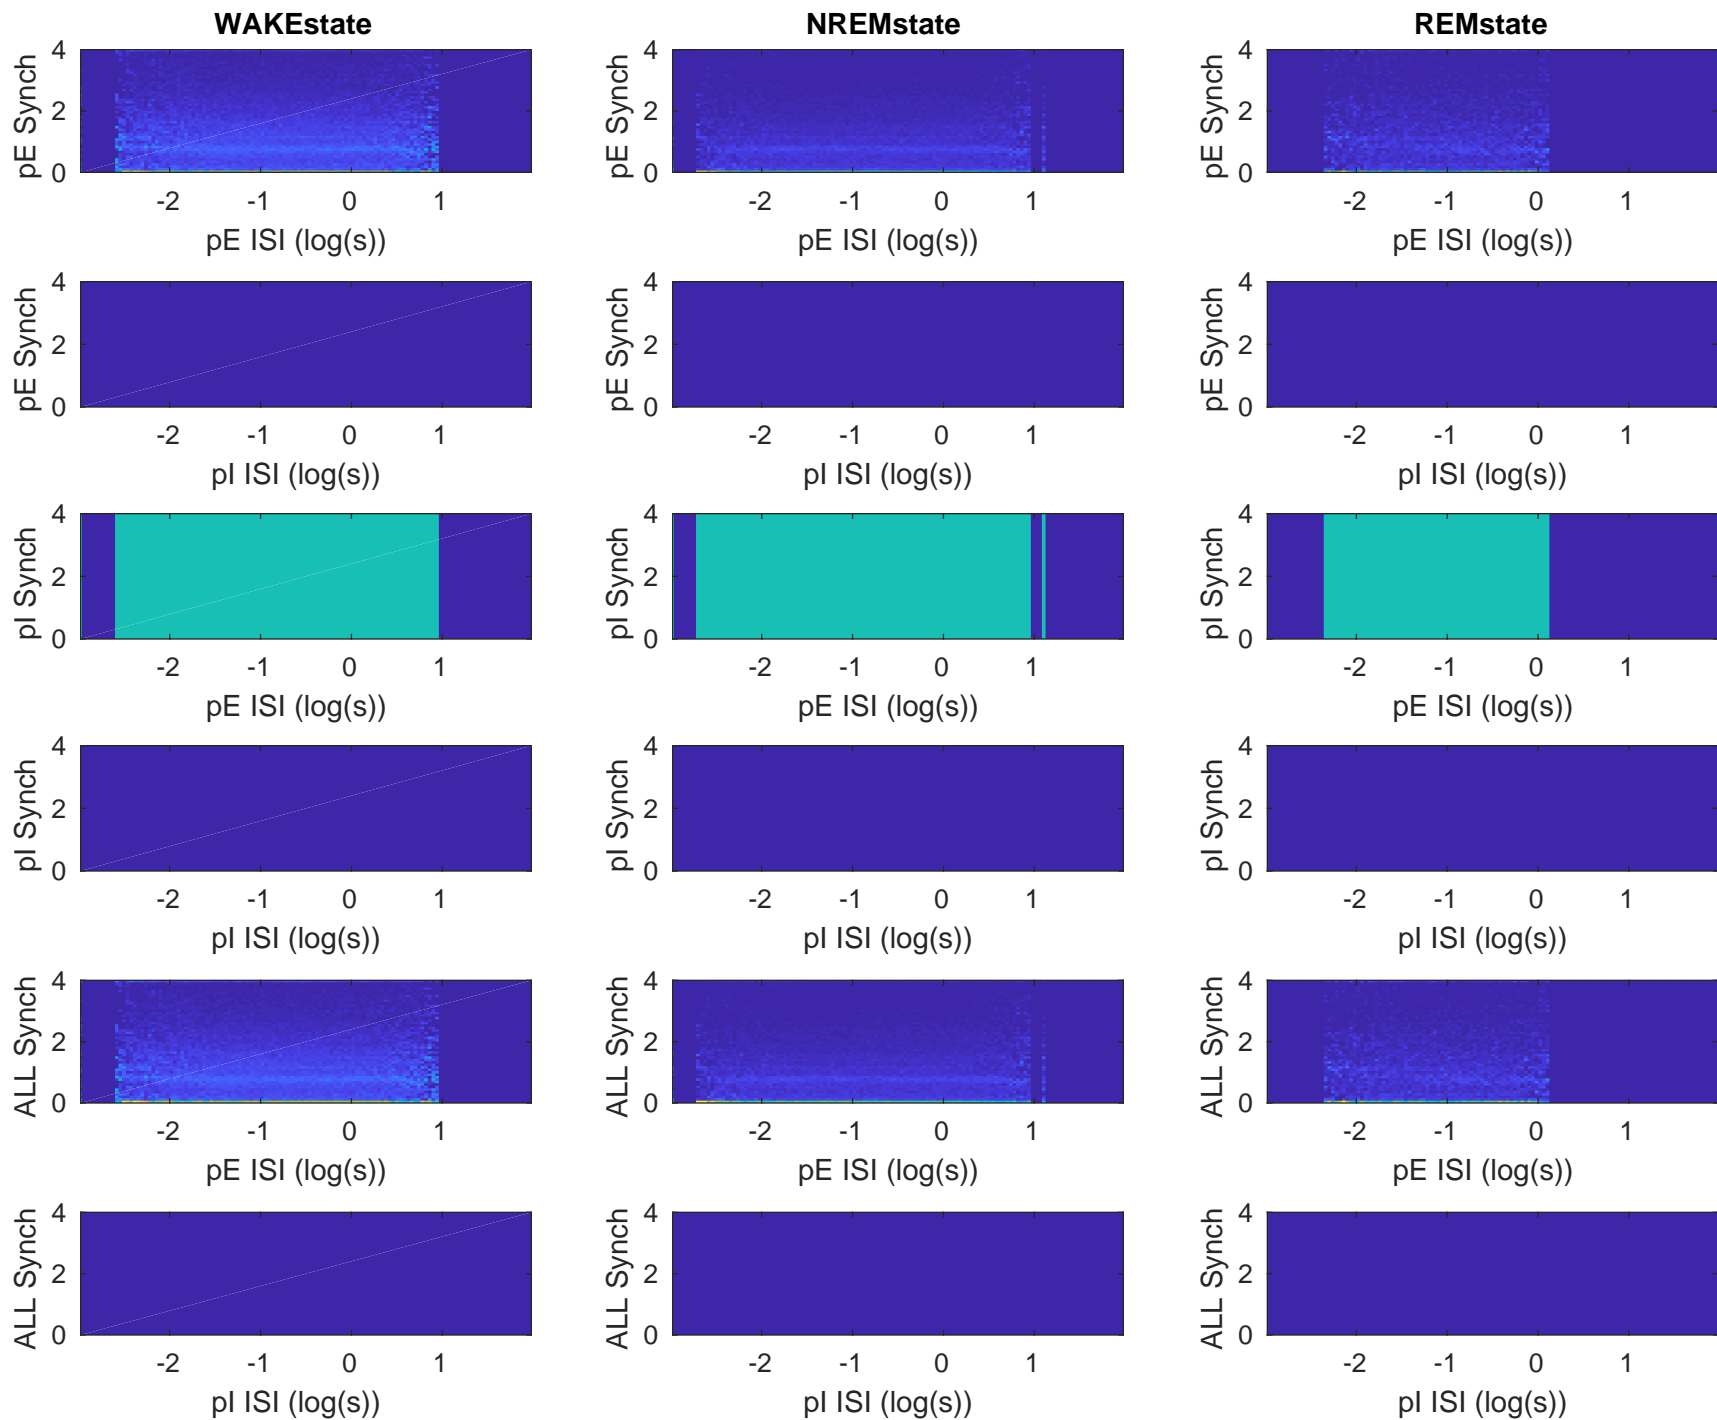 WAKEstate NREMstate REMstate
4 4 4
pE Synch pE Synch pE Synch
2 2 2
0 0 0
-2 -1 0 1 -2 -1 0 1 -2 -1 0 1
pE ISI (log(s)) pE ISI (log(s)) pE ISI (log(s))
4 4 4
pE Synch pE Synch pE Synch
2 2 2
0 0 0
-2 -1 0 1 -2 -1 0 1 -2 -1 0 1
pI ISI (log(s)) pI ISI (log(s)) pI ISI (log(s))
4 4 4
pI Synch pI Synch pI Synch
2 2 2
0 0 0
-2 -1 0 1 -2 -1 0 1 -2 -1 0 1
pE ISI (log(s)) pE ISI (log(s)) pE ISI (log(s))
4 4 4
pI Synch pI Synch pI Synch
2 2 2
0 0 0
-2 -1 0 1 -2 -1 0 1 -2 -1 0 1
pI ISI (log(s)) pI ISI (log(s)) pI ISI (log(s))
4 4 4
ALL Synch ALL Synch ALL Synch
2 2 2
0 0 0
-2 -1 0 1 -2 -1 0 1 -2 -1 0 1
pE ISI (log(s)) pE ISI (log(s)) pE ISI (log(s))
4 4 4
ALL Synch ALL Synch ALL Synch
2 2 2
0 0 0
-2 -1 0 1 -2 -1 0 1 -2 -1 0 1
pI ISI (log(s)) pI ISI (log(s)) pI ISI (log(s))